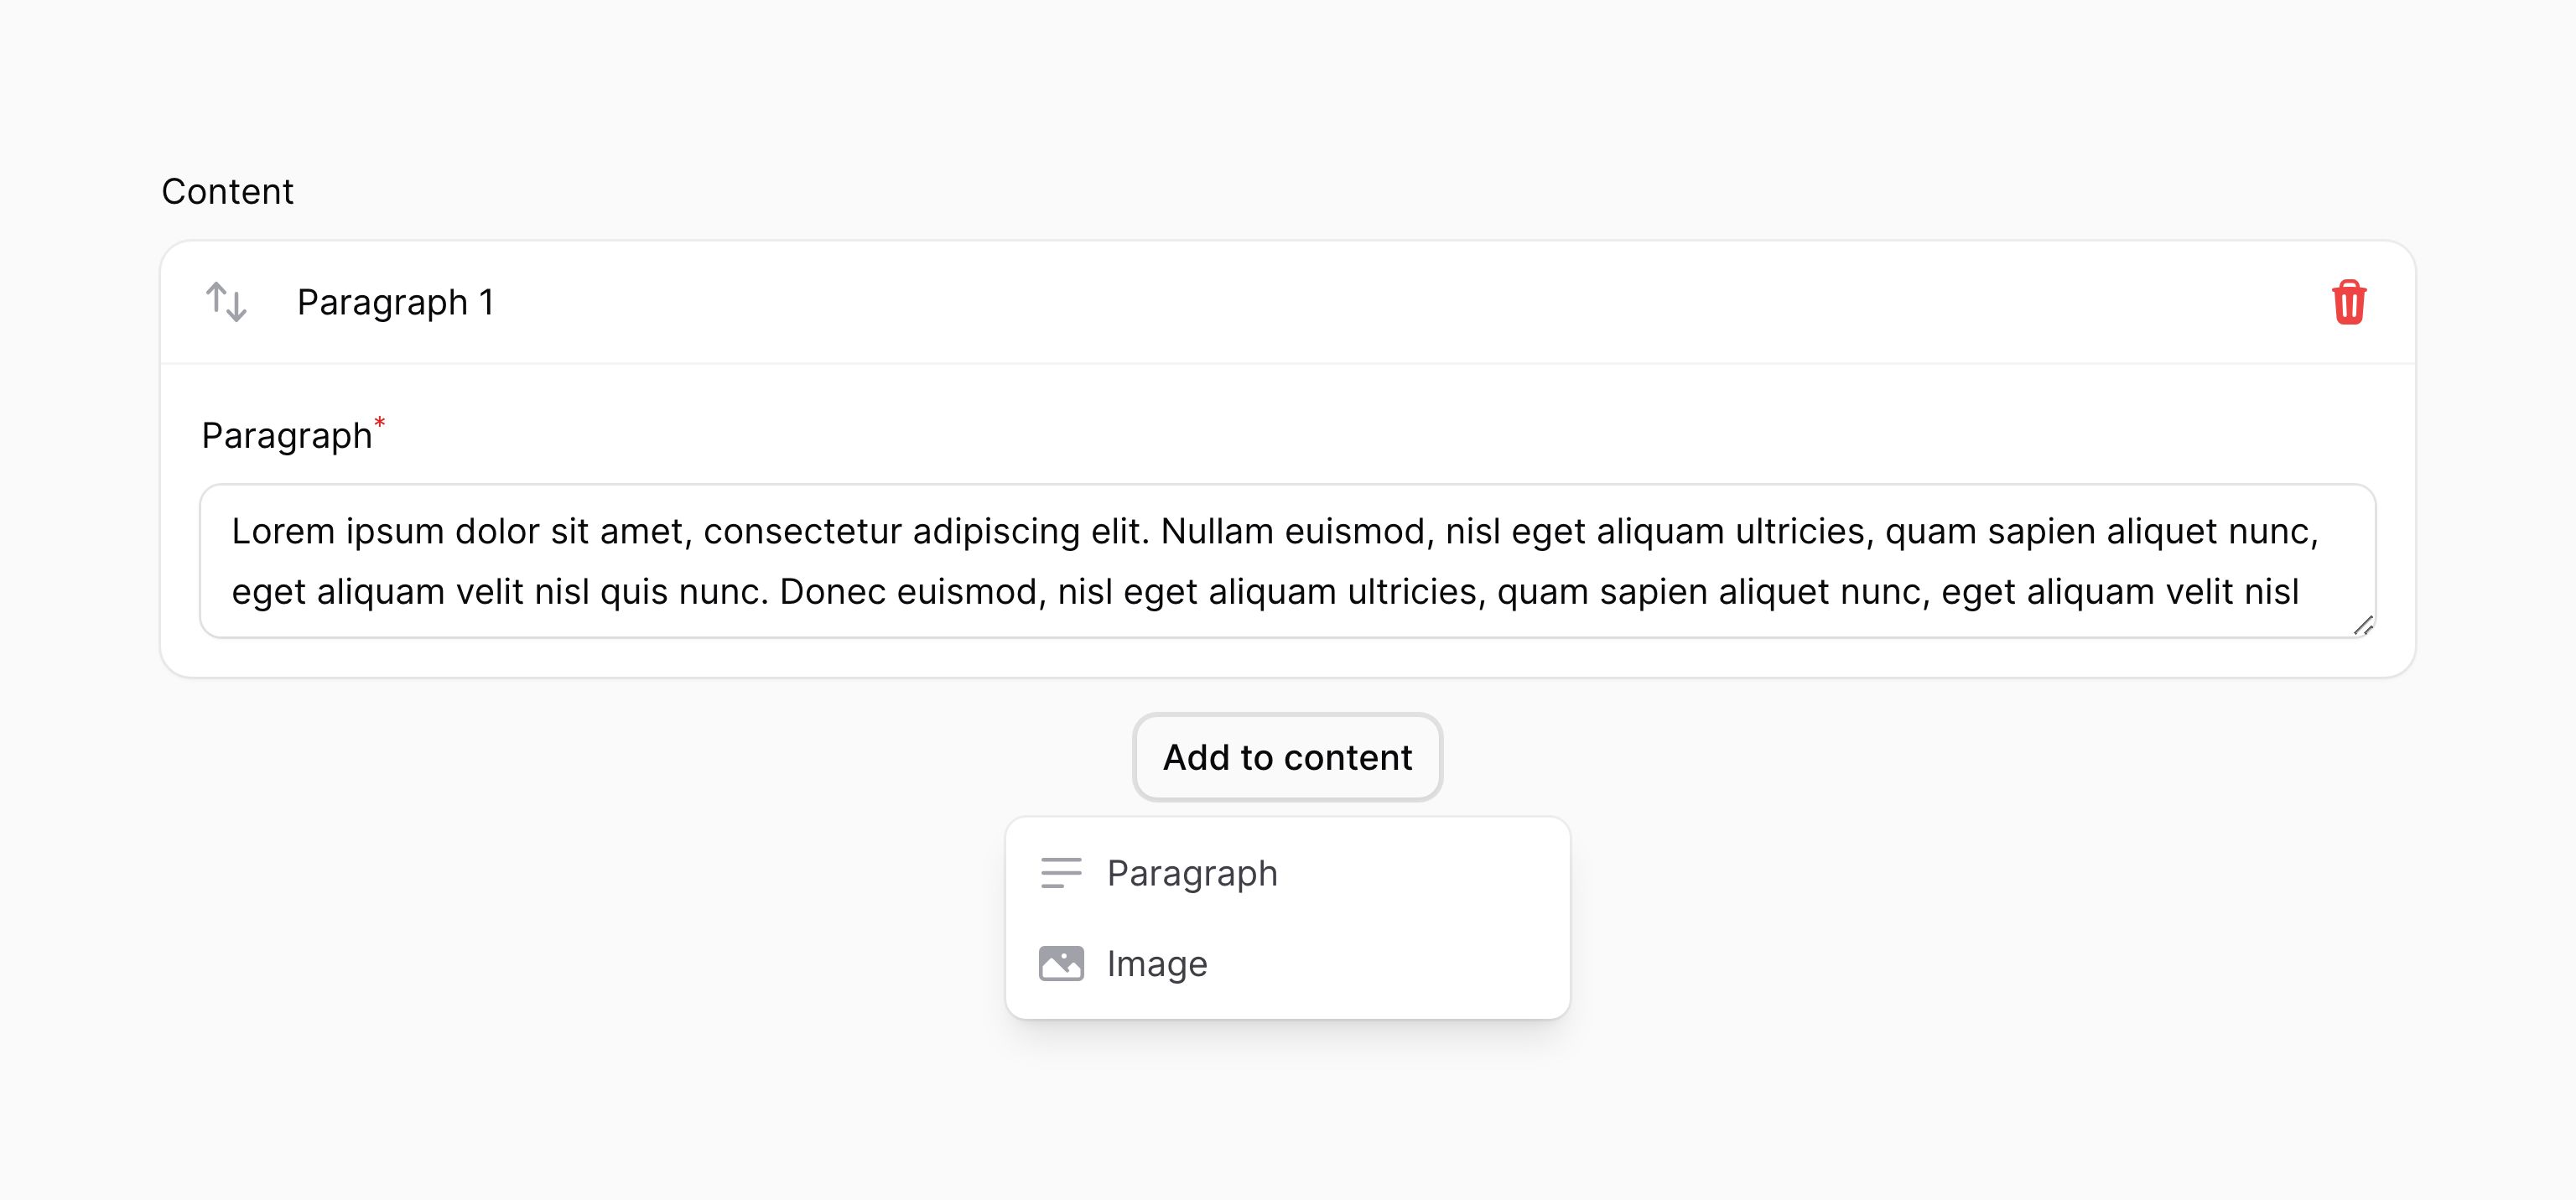 Content
Paragraph 1
Paragraph*
Lorem ipsum dolor sit amet, consectetur adipiscing elit. Nullam euismod, nisl eget aliquam ultricies, quam sapien aliquet nunc,
eget aliquam velit nisl quis nunc. Donec euismod, nisl eget aliquam ultricies, quam sapien aliquet nunc, eget aliquam velit nisl
Add to content
Paragraph
Image